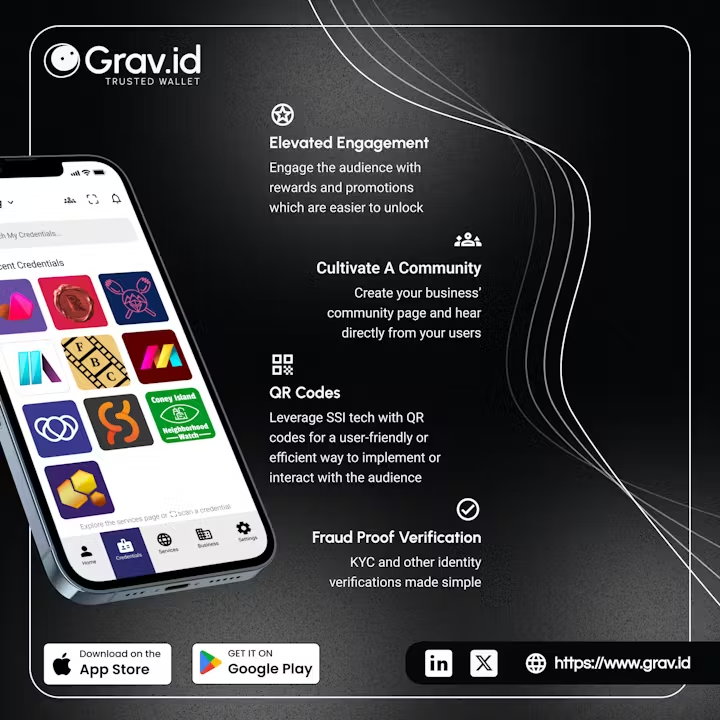 Grav.id
TRUSTED WALLET
Elevated Engagement
Engage the audience with
rewards and promotions
which are easier to unlock
Cultivate A Community
Create your business’
community page and hear
directly from your users
QR Codes
Leverage SSI tech with QR
codes for a user-friendly or
efficient way to implement or
interact with the audience
Fraud Proof Verification
KYC and other identity
verifications made simple
My Credentials...
Credentials
R
F
B
C
Coney Island
Neighborhood
Watch
Explore the services page or scan a credential
Home
Credentials
Services
Business
Settings
Download on the
App Store
GET IT ON
Google Play
in
X
https://www.grav.id